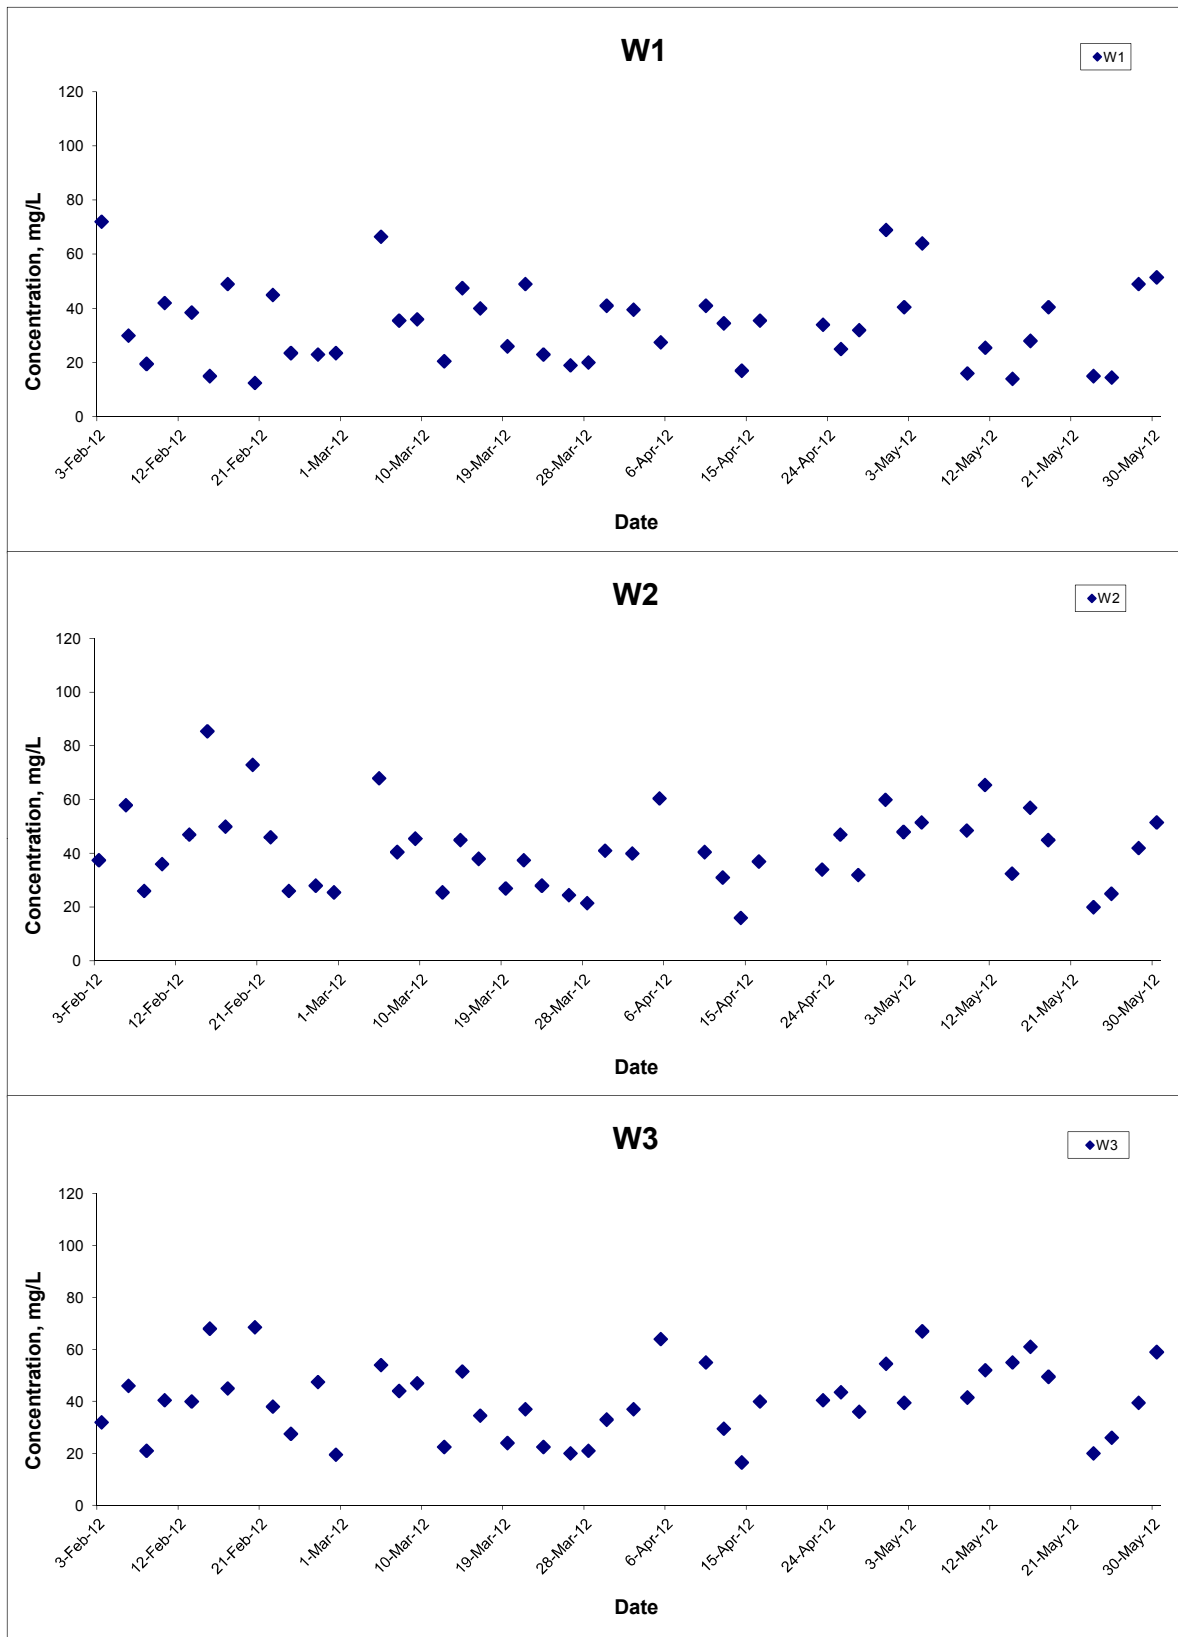 W1
W1
120
100
80
60
40
20
0
Concentration, mg/L
3-Feb-12 12-Feb-12 21-Feb-12 1-Mar-12 10-Mar-12 19-Mar-12 28-Mar-12 6-Apr-12 15-Apr-12 24-Apr-12 3-May-12 12-May-12 21-May-12 30-May-12
Date
W2
W2
120
100
80
60
40
20
0
Concentration, mg/L
3-Feb-12 12-Feb-12 21-Feb-12 1-Mar-12 10-Mar-12 19-Mar-12 28-Mar-12 6-Apr-12 15-Apr-12 24-Apr-12 3-May-12 12-May-12 21-May-12 30-May-12
Date
W3
W3
120
100
80
60
40
20
0
Concentration, mg/L
3-Feb-12 12-Feb-12 21-Feb-12 1-Mar-12 10-Mar-12 19-Mar-12 28-Mar-12 6-Apr-12 15-Apr-12 24-Apr-12 3-May-12 12-May-12 21-May-12 30-May-12
Date